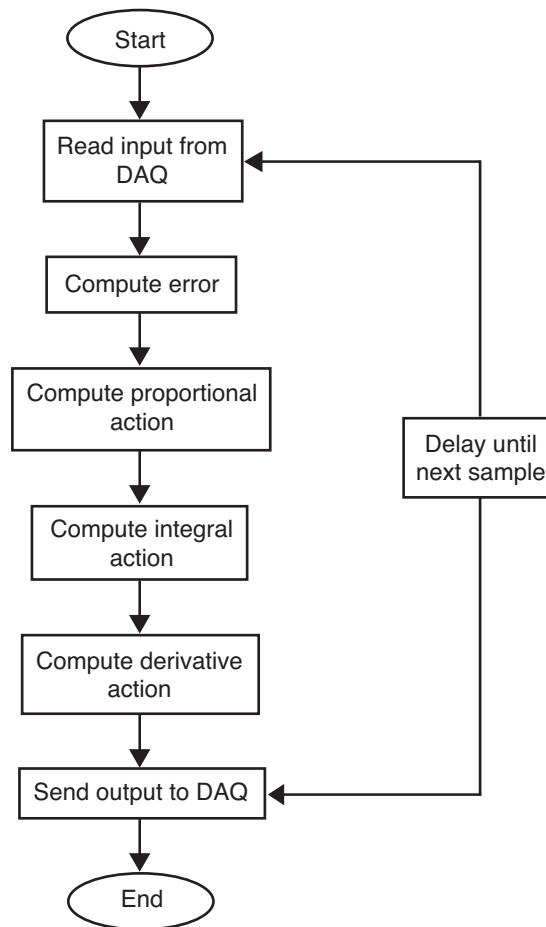 Start
Read input from
DAQ
Compute error
Compute proportional
action
Delay until
next sample
Compute integral
action
Compute derivative
action
Send output to DAQ
End